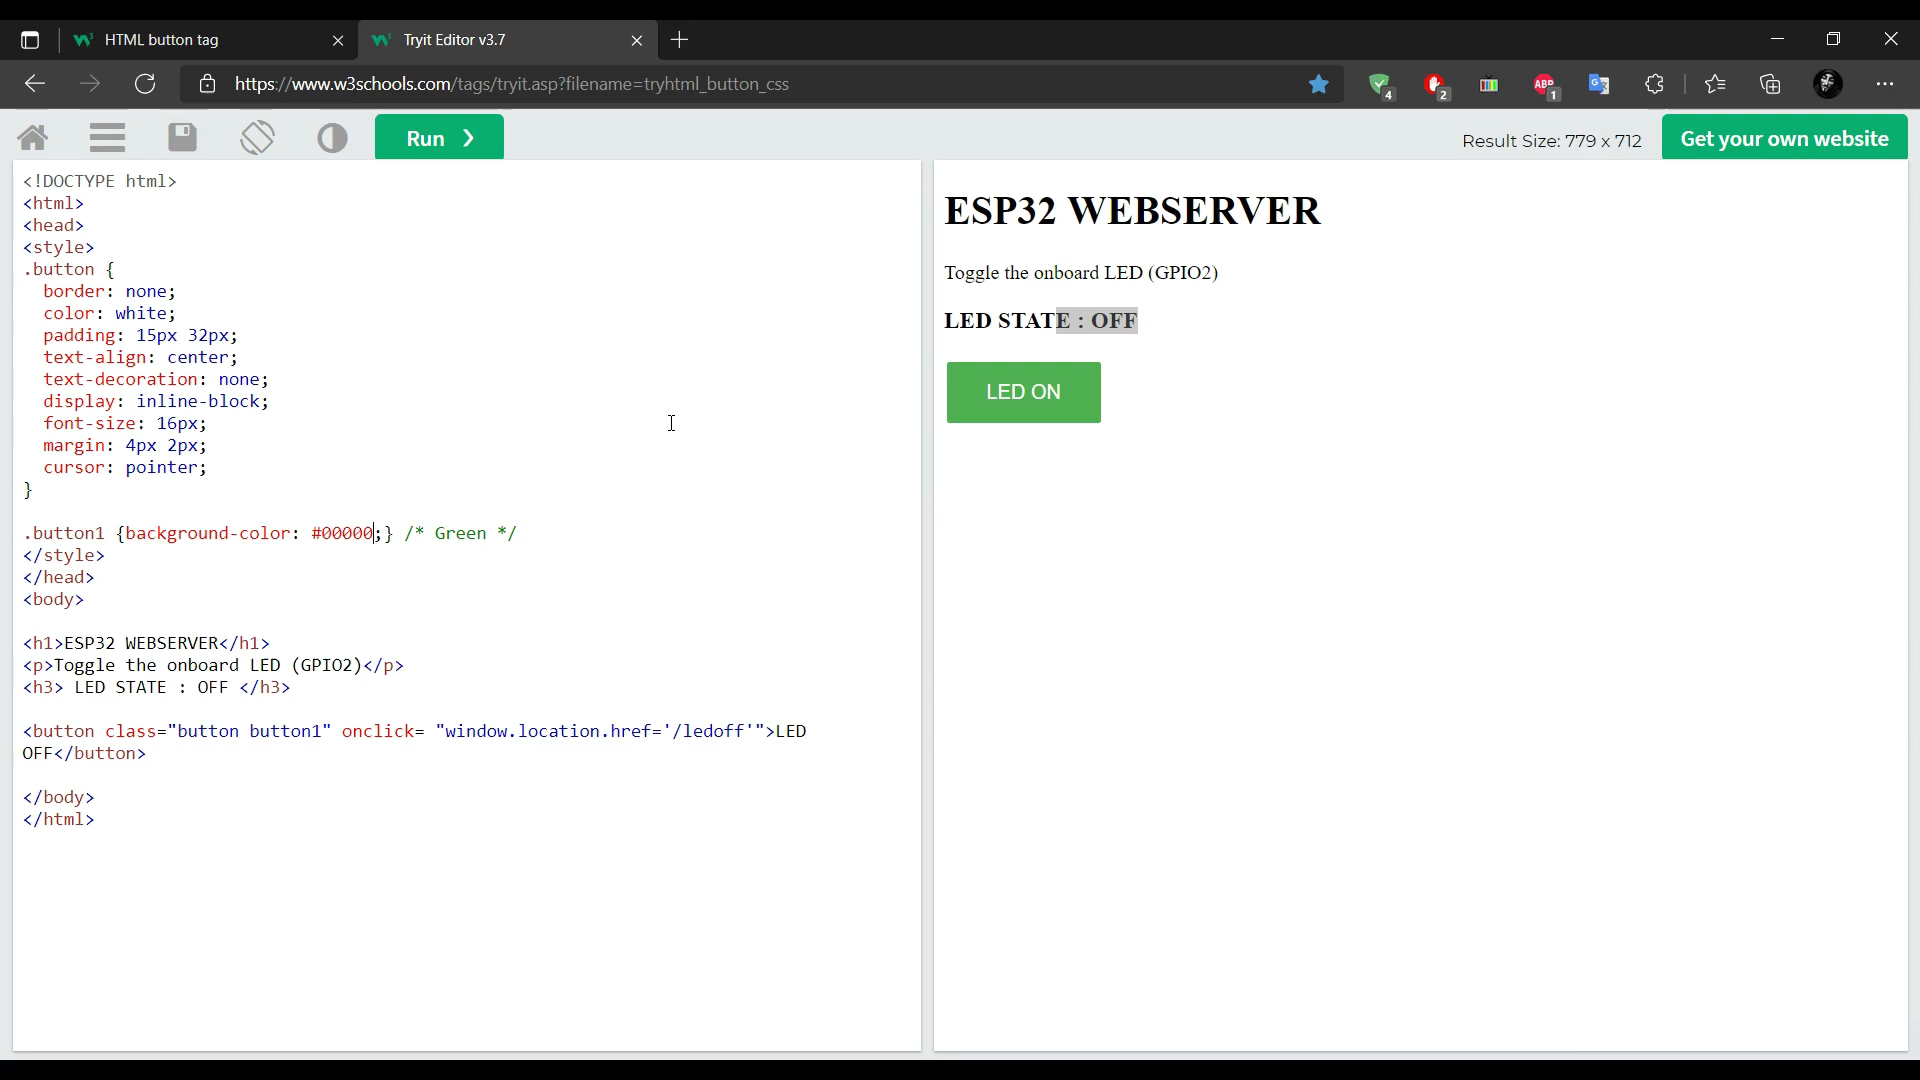 HTML button tag
Tryit Editor v3.7
https://www.w3schools.com/tags/tryit.asp?filename=tryhtml_button_css
4
2
ABP
1
Run ❯
Result Size: 779 x 712
Get your own website
<!DOCTYPE html>
<html>
<head>
<style>
.button {
  border: none;
  color: white;
  padding: 15px 32px;
  text-align: center;
  text-decoration: none;
  display: inline-block;
  font-size: 16px;
  margin: 4px 2px;
  cursor: pointer;
}
.button1 {background-color: #00000;} /* Green */
</style>
</head>
<body>
<h1>ESP32 WEBSERVER</h1>
<p>Toggle the onboard LED (GPIO2)</p>
<h3> LED STATE : OFF </h3>
<button class="button button1" onclick= "window.location.href='/ledoff'">LED
OFF</button>
</body>
</html>
ESP32 WEBSERVER
Toggle the onboard LED (GPIO2)
LED STATE : OFF
LED ON